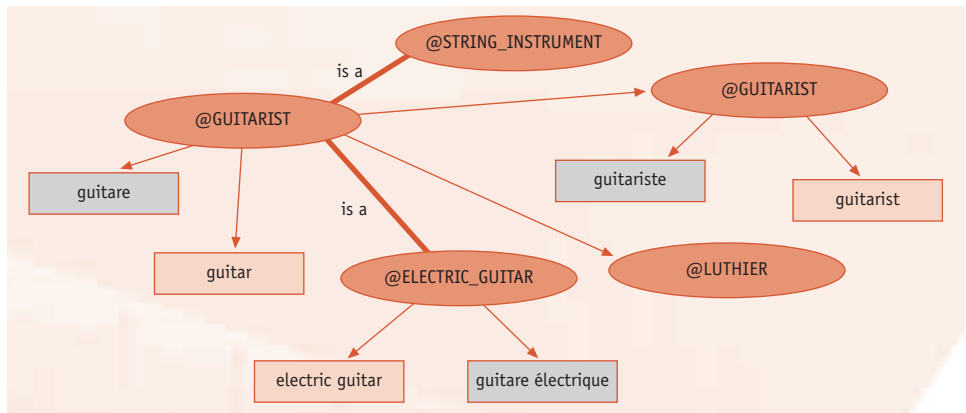 @STRING_INSTRUMENT
is a
@GUITARIST
@GUITARIST
guitare
guitariste
guitarist
is a
guitar
@ELECTRIC_GUITAR
@LUTHIER
electric guitar
guitare électrique